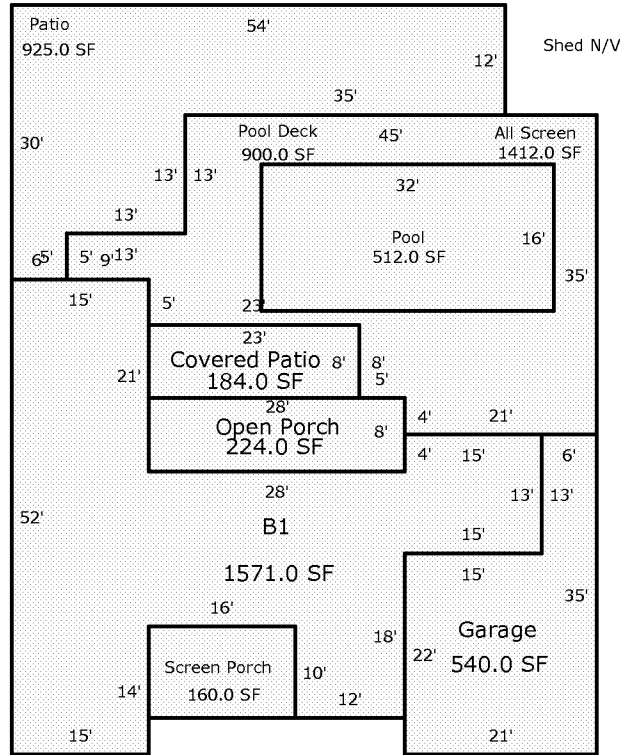 Patio
925.0 SF
54'
Shed N/V
12'
35'
Pool Deck
900.0 SF
45'
All Screen
1412.0 SF
30'
13'
13'
32'
13'
Pool
512.0 SF
16'
6'
5'
5'
9'
13'
35'
15'
5'
23'
23'
Covered Patio
184.0 SF
8'
8'
5'
21'
28'
Open Porch
224.0 SF
8'
4'
21'
4'
15'
6'
28'
13'
13'
52'
B1
1571.0 SF
15'
15'
35'
16'
18'
Garage
540.0 SF
22'
Screen Porch
160.0 SF
10'
14'
12'
15'
21'